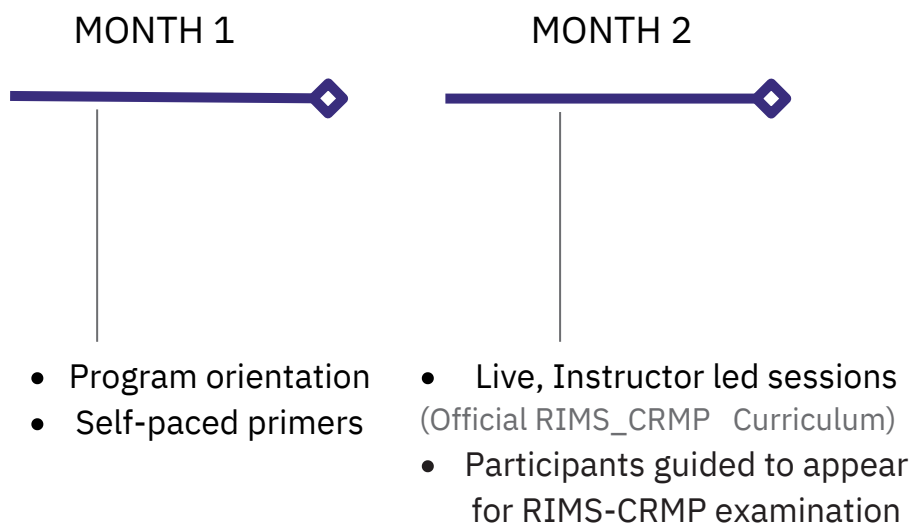 MONTH 1
MONTH 2
• Program orientation
• Self-paced primers
• Live, Instructor led sessions
(Official RIMS_CRMP Curriculum)
• Participants guided to appear
for RIMS-CRMP examination